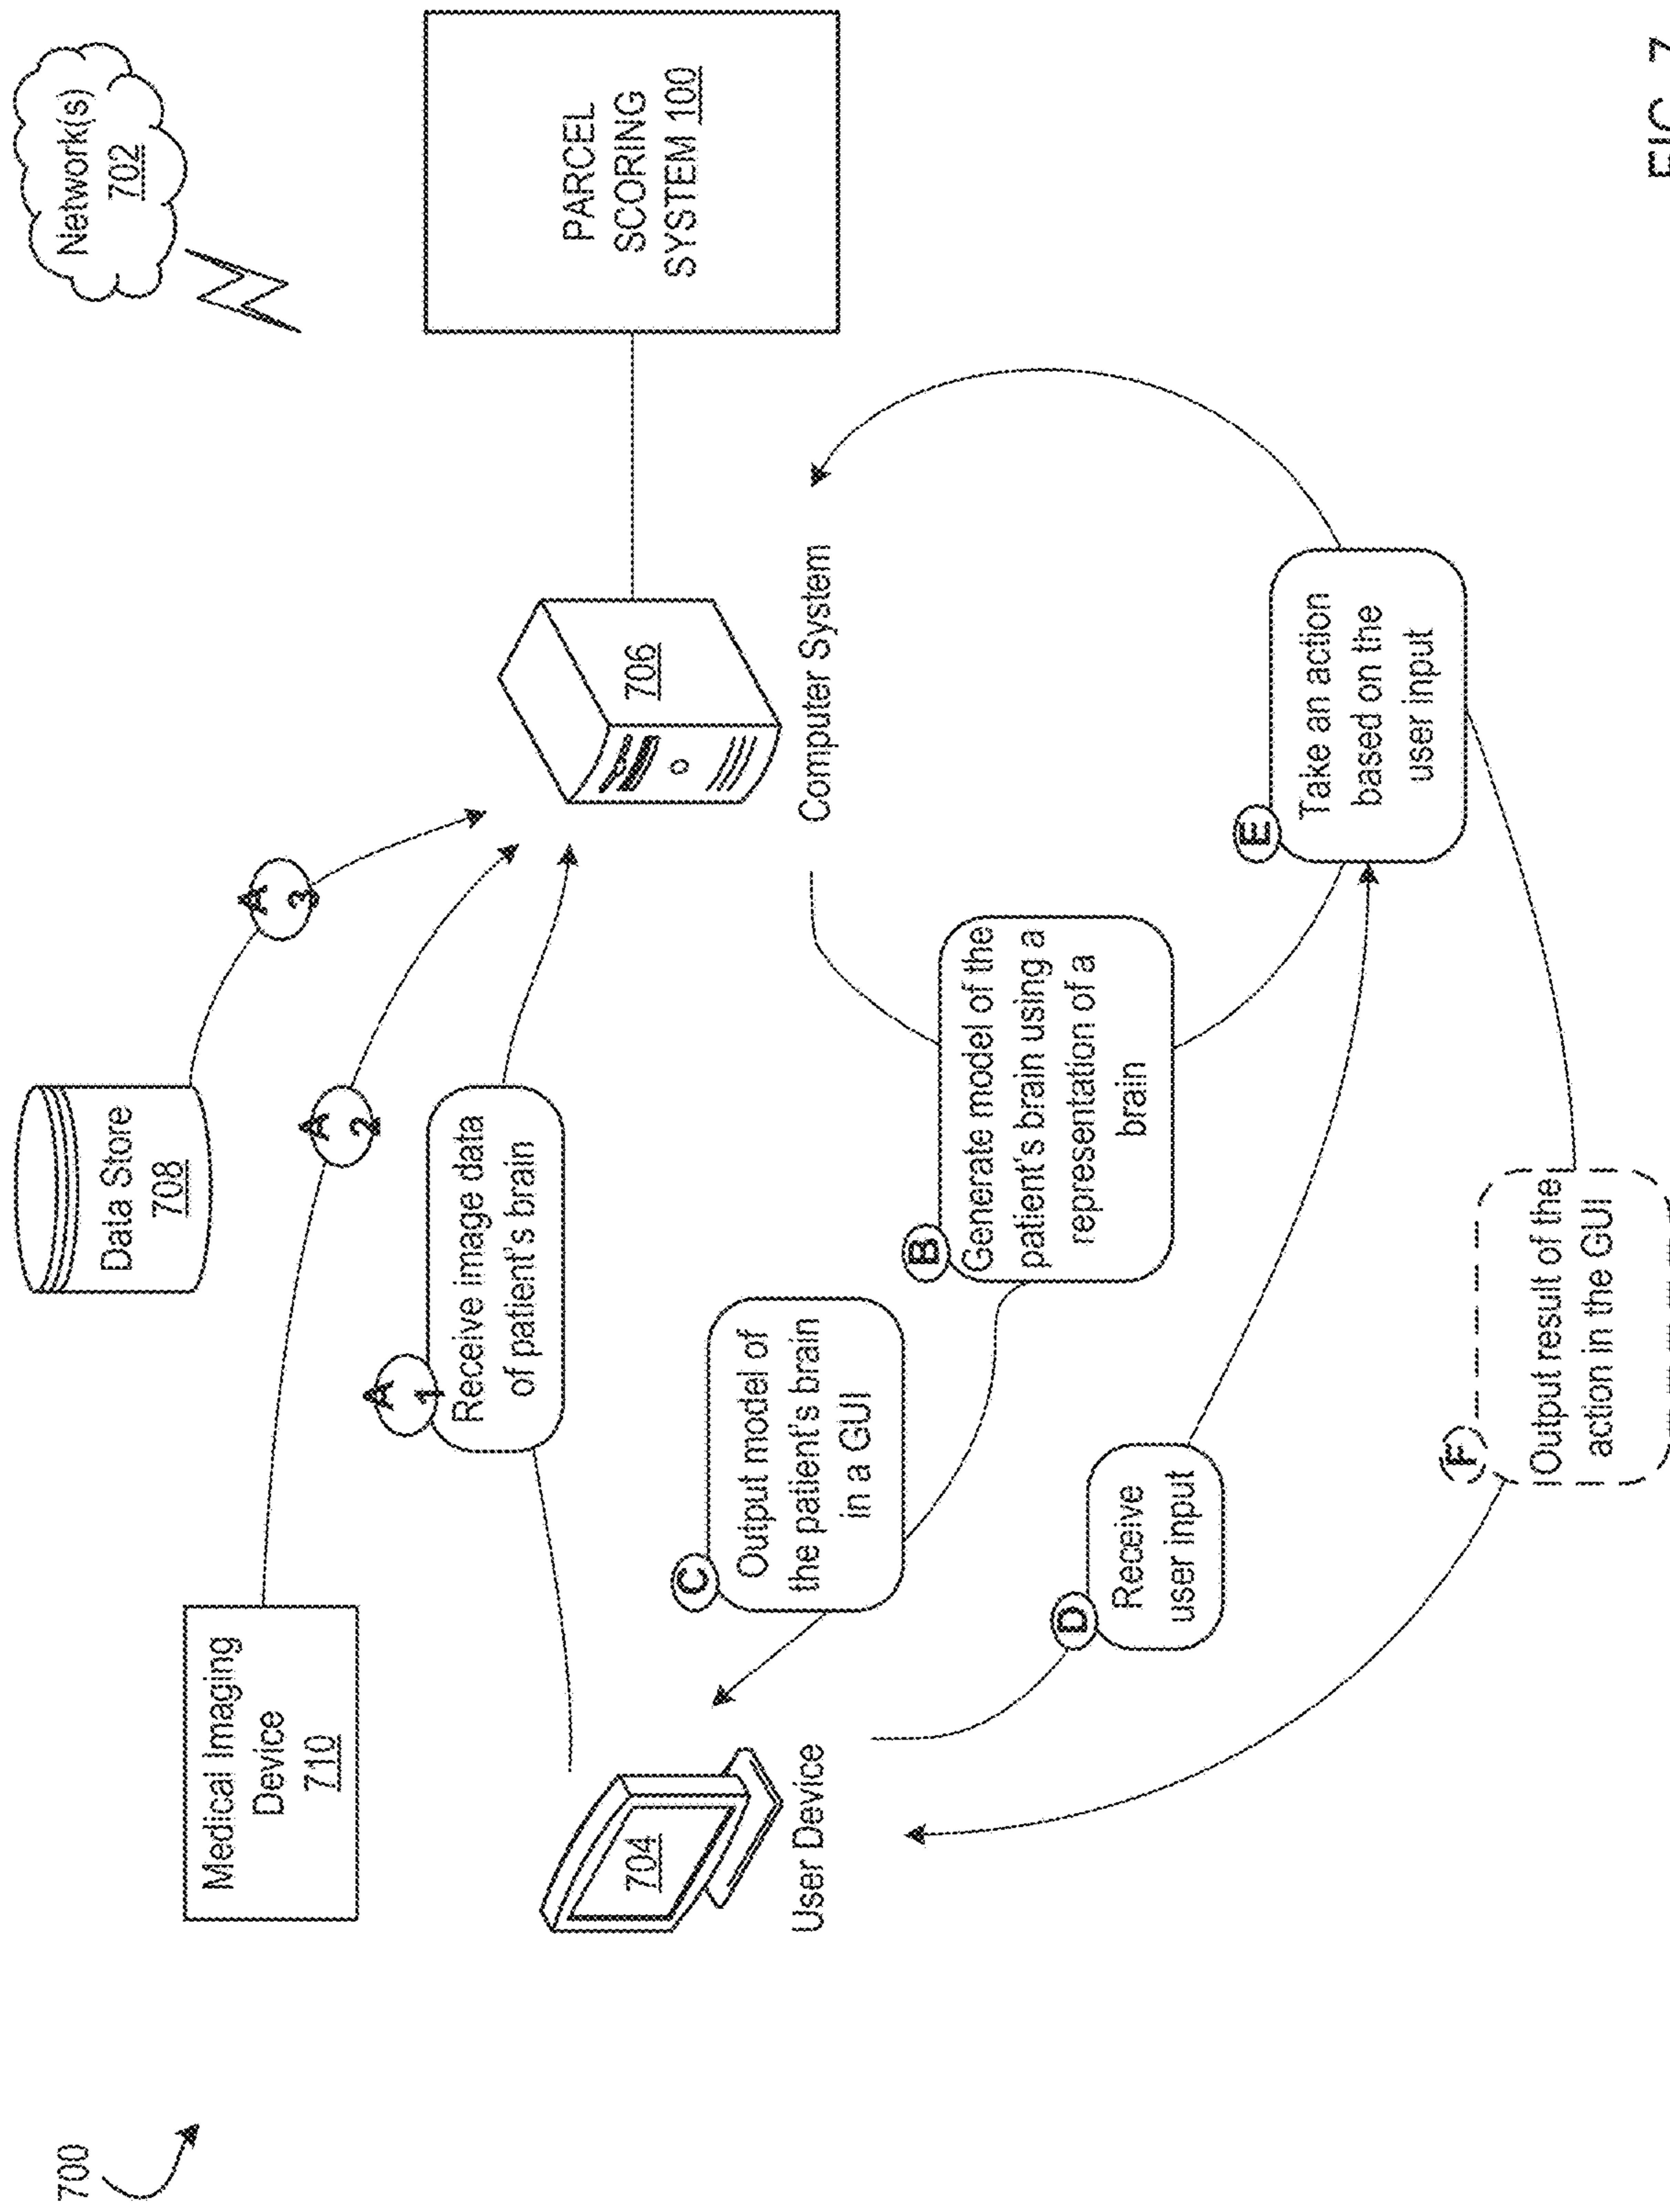 700
Network(s)
702
Data Store
708
Medical Imaging
Device
710
A
3
A
2
A
1
Receive image data
of patient's brain
704
User Device
706
Computer System
PARCEL
SCORING
SYSTEM 100
C
Output model of
the patient's brain
in a GUI
B
Generate model of the
patient's brain using a
representation of a
brain
D
Receive
user input
E
Take an action
based on the
user input
F
Output result of the
action in the GUI
FIG. 7